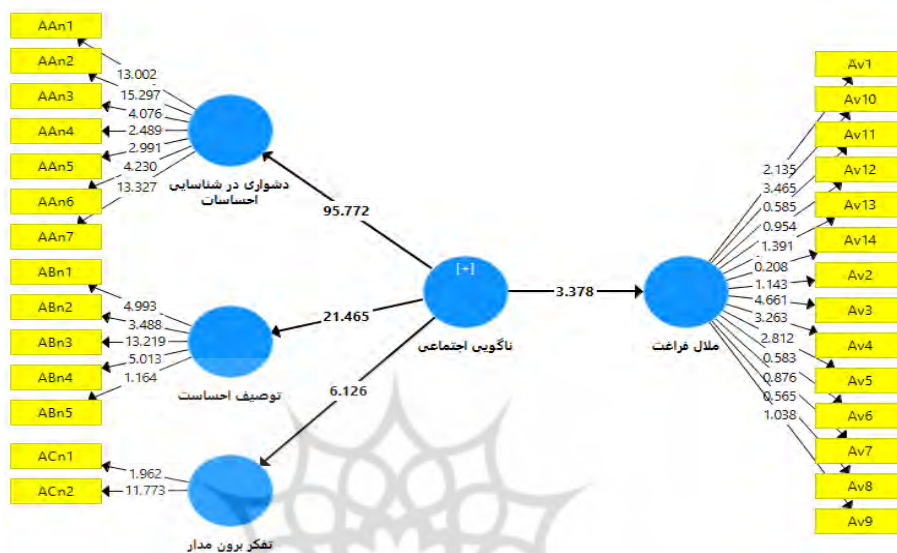 AAn1
AAn2
AAn3
AAn4
AAn5
AAn6
AAn7
13.002
15.297
4.076
2.489
2.991
4.230
13.327
دشواری در شناسایی
احساسات
ABn1
ABn2
ABn3
ABn4
ABn5
4.993
3.488
13.219
5.013
1.164
توصیف احساست
ACn1
ACn2
1.962
11.773
تفکر برون مدار
95.772
21.465
6.126
[+]
ناگویی اجتماعی
3.378
ملال فراغت
2.135
3.465
0.585
0.954
1.391
0.208
1.143
4.661
3.263
2.812
0.583
0.876
0.565
1.038
Av1
Av10
Av11
Av12
Av13
Av14
Av2
Av3
Av4
Av5
Av6
Av7
Av8
Av9